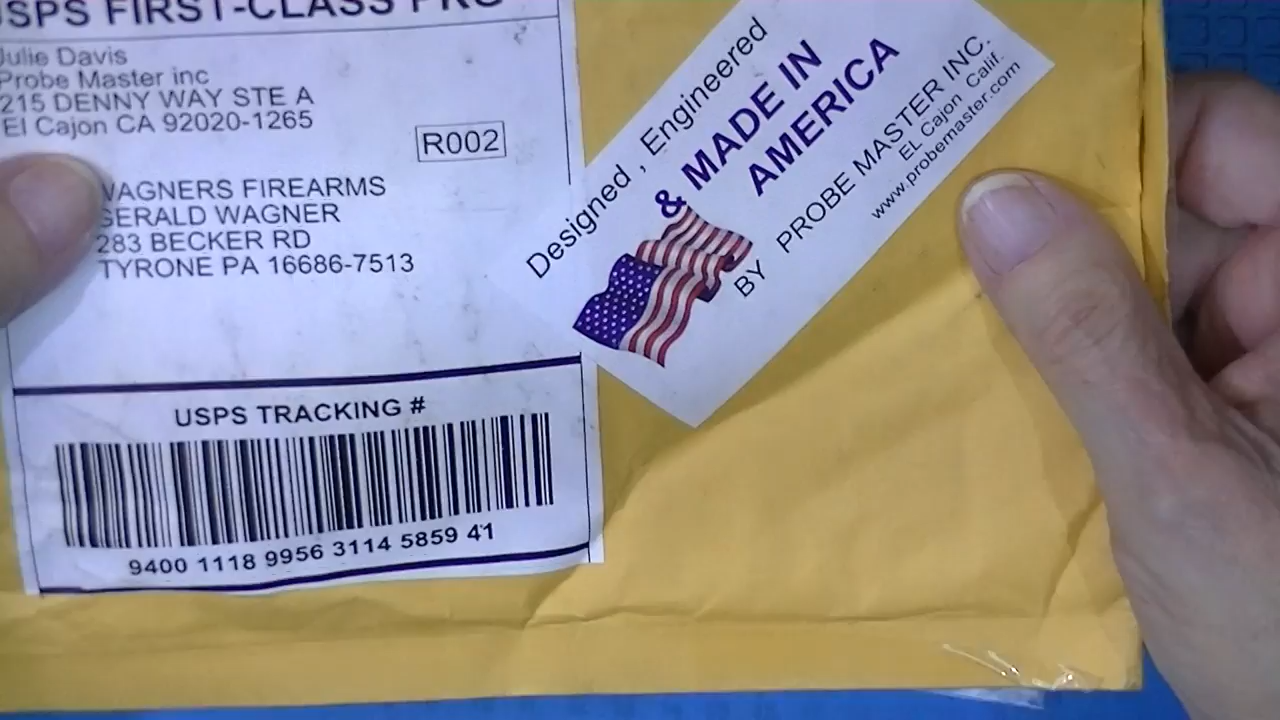 USPS FIRST-CLASS
Julie Davis
Probe Master inc
215 DENNY WAY STE A
El Cajon CA 92020-1265
R002
WAGNERS FIREARMS
GERALD WAGNER
283 BECKER RD
TYRONE PA 16686-7513
USPS TRACKING #
9400 1118 9956 3114 5859 41
Designed , Engineered
& MADE IN
AMERICA
BY PROBE MASTER INC.
EL Cajon Calif.
www.probemaster.com